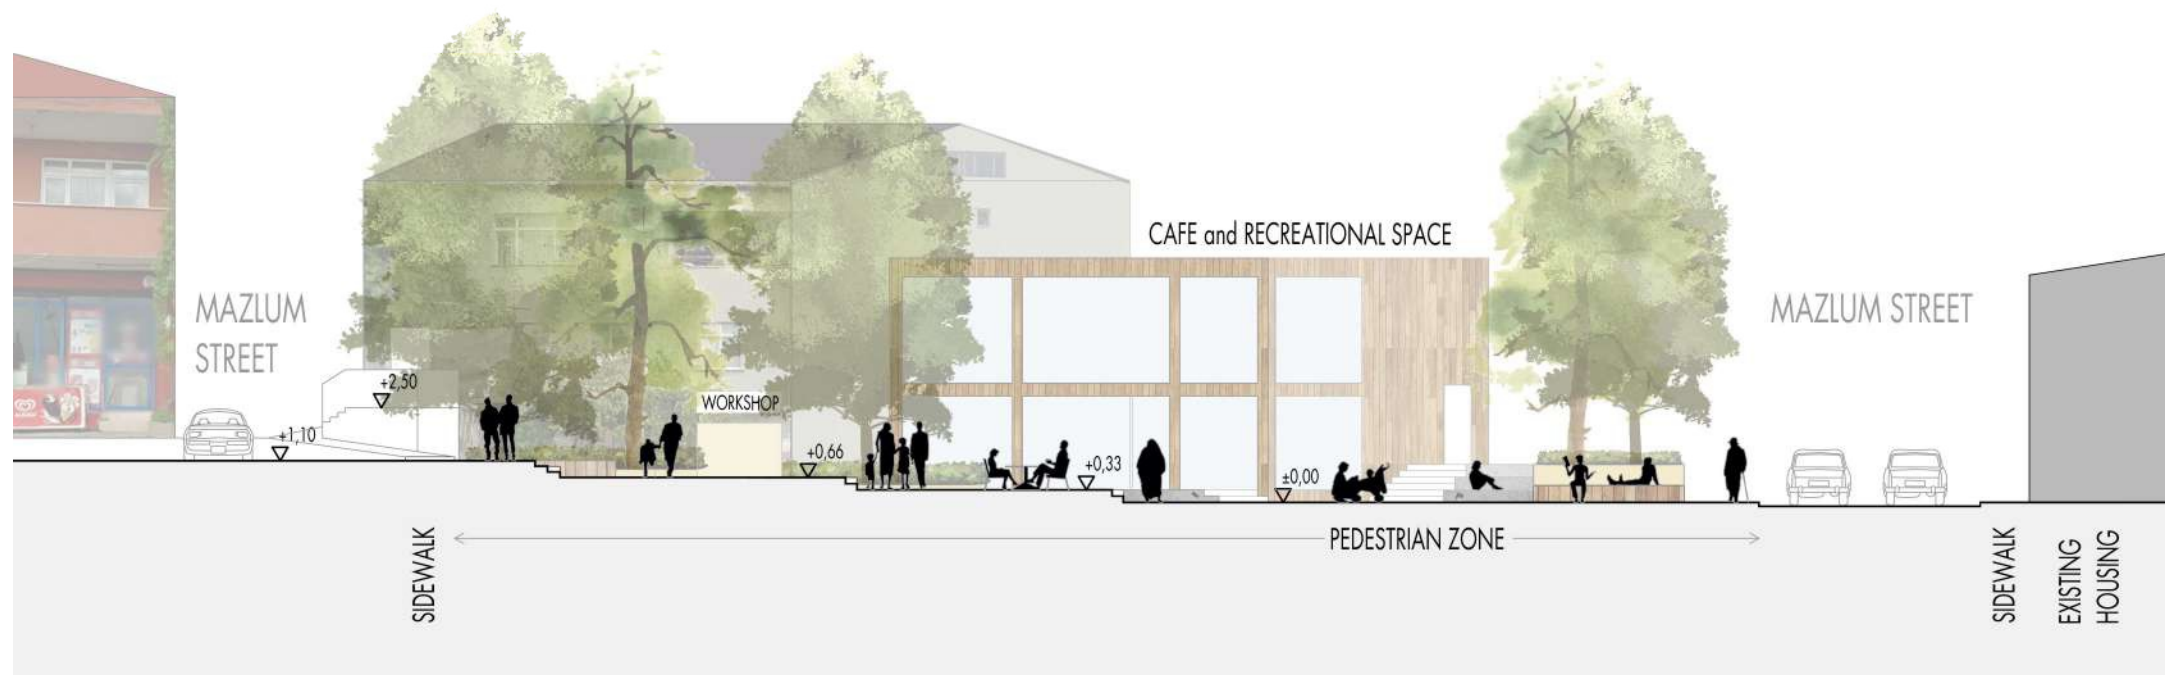 CAFE and RECREATIONAL SPACE
MAZLUM
STREET
MAZLUM STREET
+2,50
WORKSHOP
+1,10
+0,66
+0,33
±0,00
PEDESTRIAN ZONE
SIDEWALK
SIDEWALK
EXISTING
HOUSING